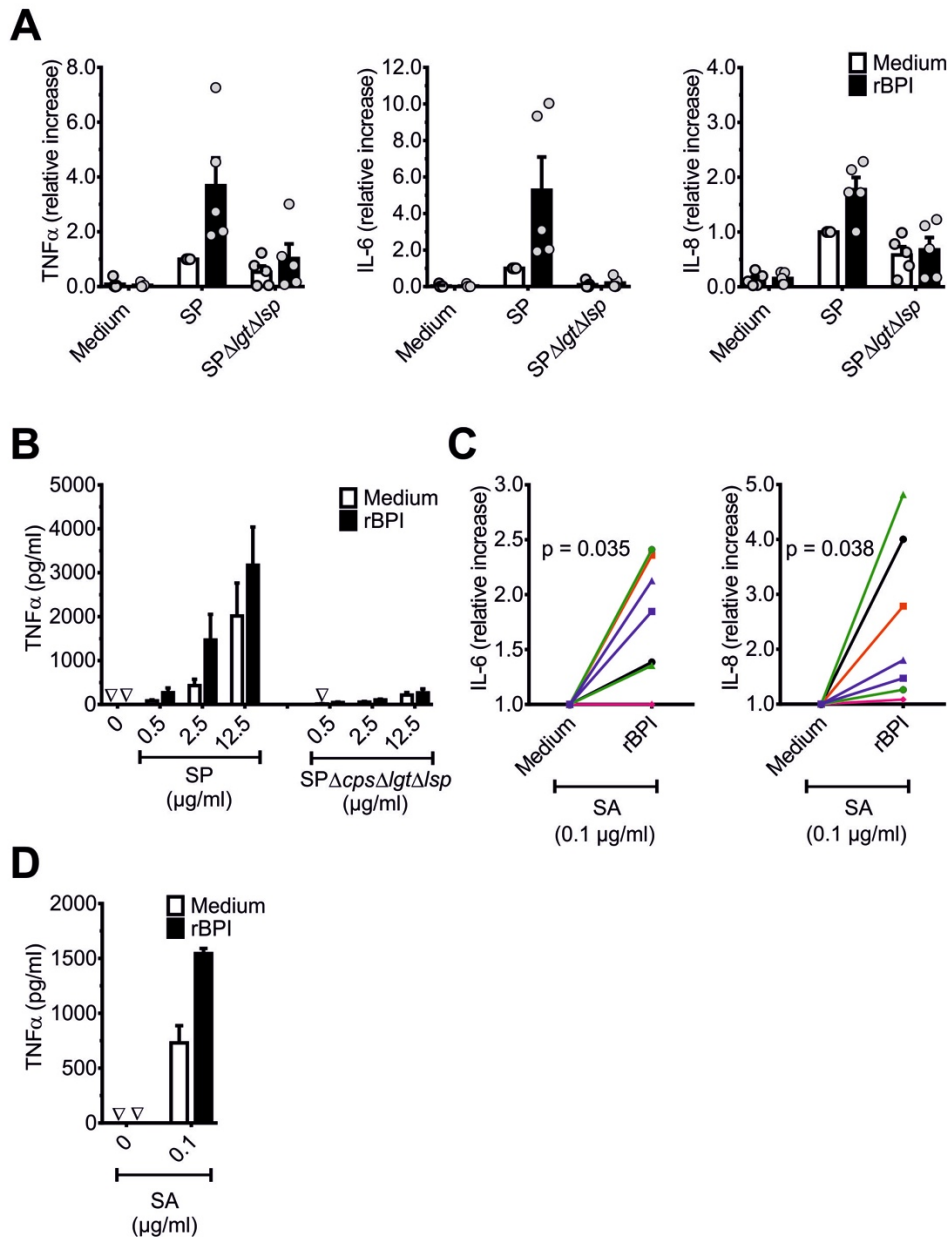 A
TNFα (relative increase)
8.0
6.0
4.0
2.0
0.0
Medium
SP
SPΔlgtΔlsp
IL-6 (relative increase)
12.0
10.0
8.0
6.0
4.0
2.0
0.0
Medium
SP
SPΔlgtΔlsp
IL-8 (relative increase)
4.0
3.0
2.0
1.0
0.0
Medium
SP
SPΔlgtΔlsp
Medium
rBPI
B
TNFα (pg/ml)
5000
4000
3000
2000
1000
0
Medium
rBPI
0
0.5
2.5
12.5
0.5
2.5
12.5
SP
(µg/ml)
SPΔcpsΔlgtΔlsp
(µg/ml)
C
IL-6 (relative increase)
3.0
2.5
2.0
1.5
1.0
p = 0.035
Medium
rBPI
SA
(0.1 µg/ml)
IL-8 (relative increase)
5.0
4.0
3.0
2.0
1.0
p = 0.038
Medium
rBPI
SA
(0.1 µg/ml)
D
TNFα (pg/ml)
2000
1500
1000
500
0
Medium
rBPI
0
0.1
SA
(µg/ml)